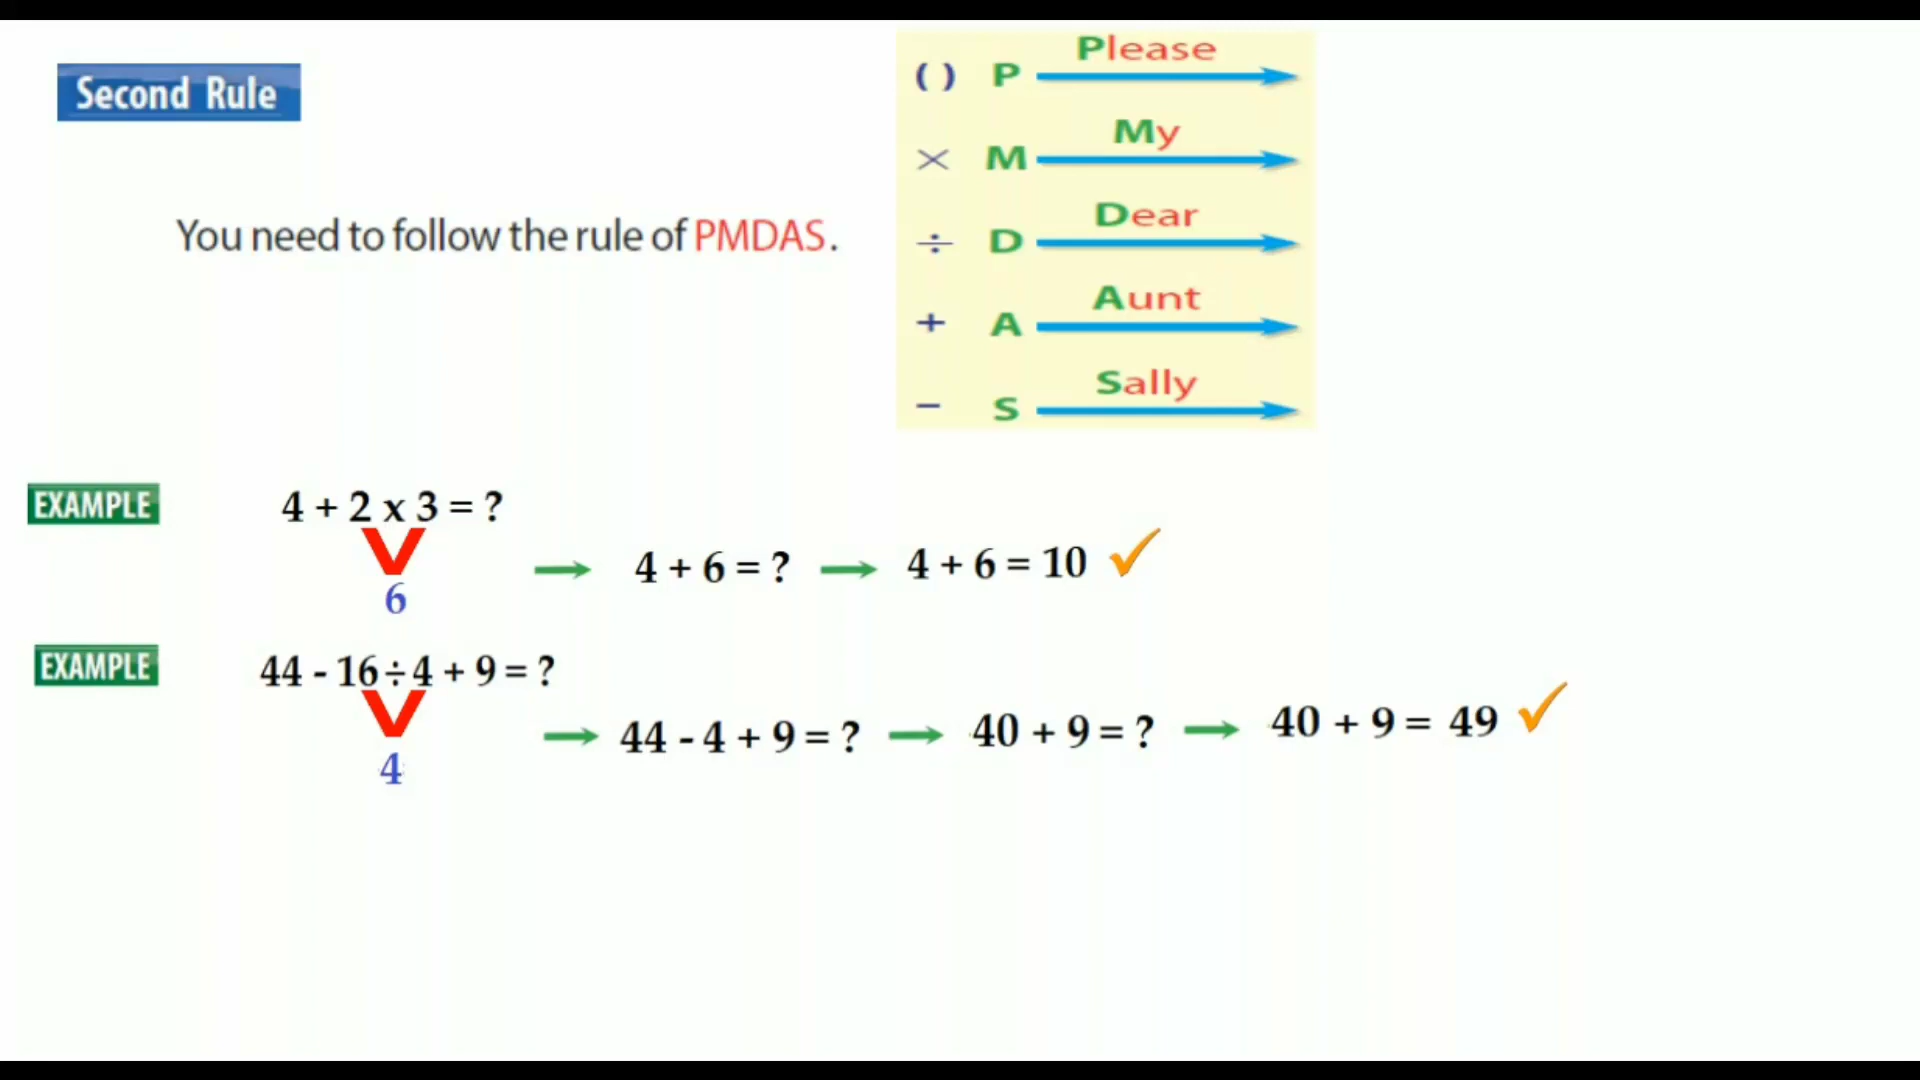 Second Rule
You need to follow the rule of PMDAS.
( ) P Please
× M My
÷ D Dear
+ A Aunt
− S Sally
EXAMPLE
4 + 2 x 3 = ?
6
4 + 6 = ?
4 + 6 = 10
EXAMPLE
44 - 16 ÷ 4 + 9 = ?
4
44 - 4 + 9 = ?
40 + 9 = ?
40 + 9 = 49